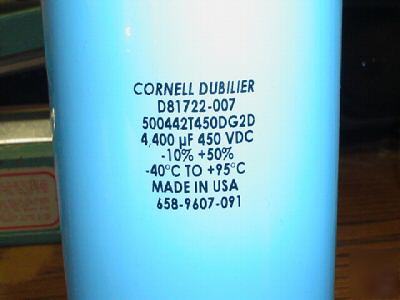 CORNELL DUBILIER
D81722-007
500442T450DG2D
4,400 µF 450 VDC
-10% +50%
-40°C TO +95°C
MADE IN USA
658-9607-091